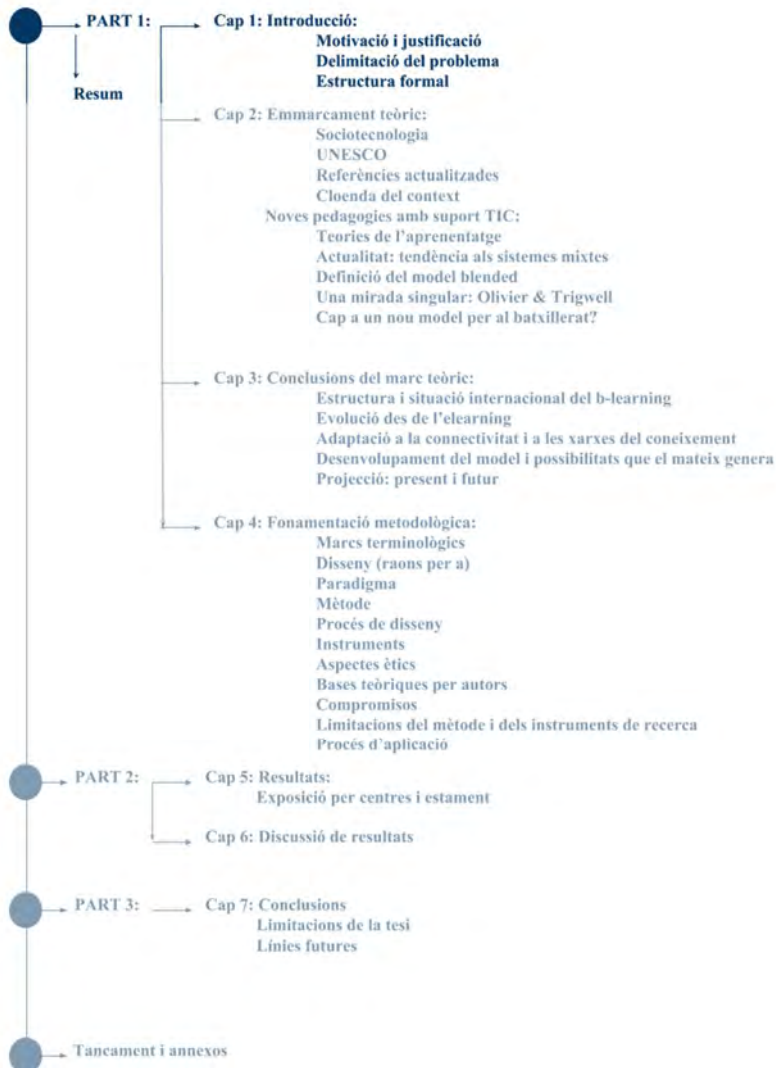 PART 1:
Resum
Cap 1: Introducció:
Motivació i justificació
Delimitació del problema
Estructura formal
Cap 2: Emmarcament teòric:
Sociotecnologia
UNESCO
Referències actualitzades
Cloenda del context
Noves pedagogies amb suport TIC:
Teories de l'aprenentatge
Actualitat: tendència als sistemes mixtes
Definició del model blended
Una mirada singular: Olivier & Trigwell
Cap a un nou model per al batxillerat?
Cap 3: Conclusions del marc teòric:
Estructura i situació internacional del b-learning
Evolució des de l'elearning
Adaptació a la connectivitat i a les xarxes del coneixement
Desenvolupament del model i possibilitats que el mateix genera
Projecció: present i futur
Cap 4: Fonamentació metodològica:
Marcs terminològics
Disseny (raons per a)
Paradigma
Mètode
Procés de disseny
Instruments
Aspectes ètics
Bases teòriques per autors
Compromisos
Limitacions del mètode i dels instruments de recerca
Procés d'aplicació
PART 2:
Cap 5: Resultats:
Exposició per centres i estament
Cap 6: Discussió de resultats
PART 3:
Cap 7: Conclusions
Limitacions de la tesi
Línies futures
Tancament i annexos